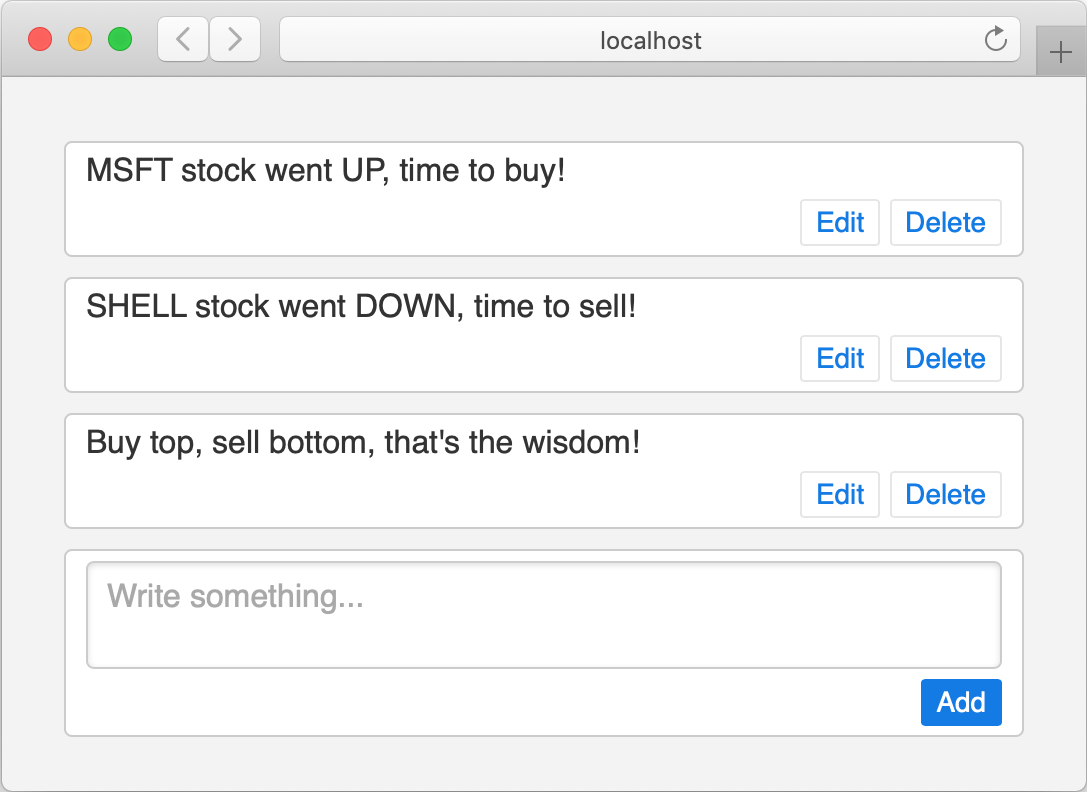 localhost
MSFT stock went UP, time to buy!
Edit Delete
SHELL stock went DOWN, time to sell!
Edit Delete
Buy top, sell bottom, that's the wisdom!
Edit Delete
Write something...
Add